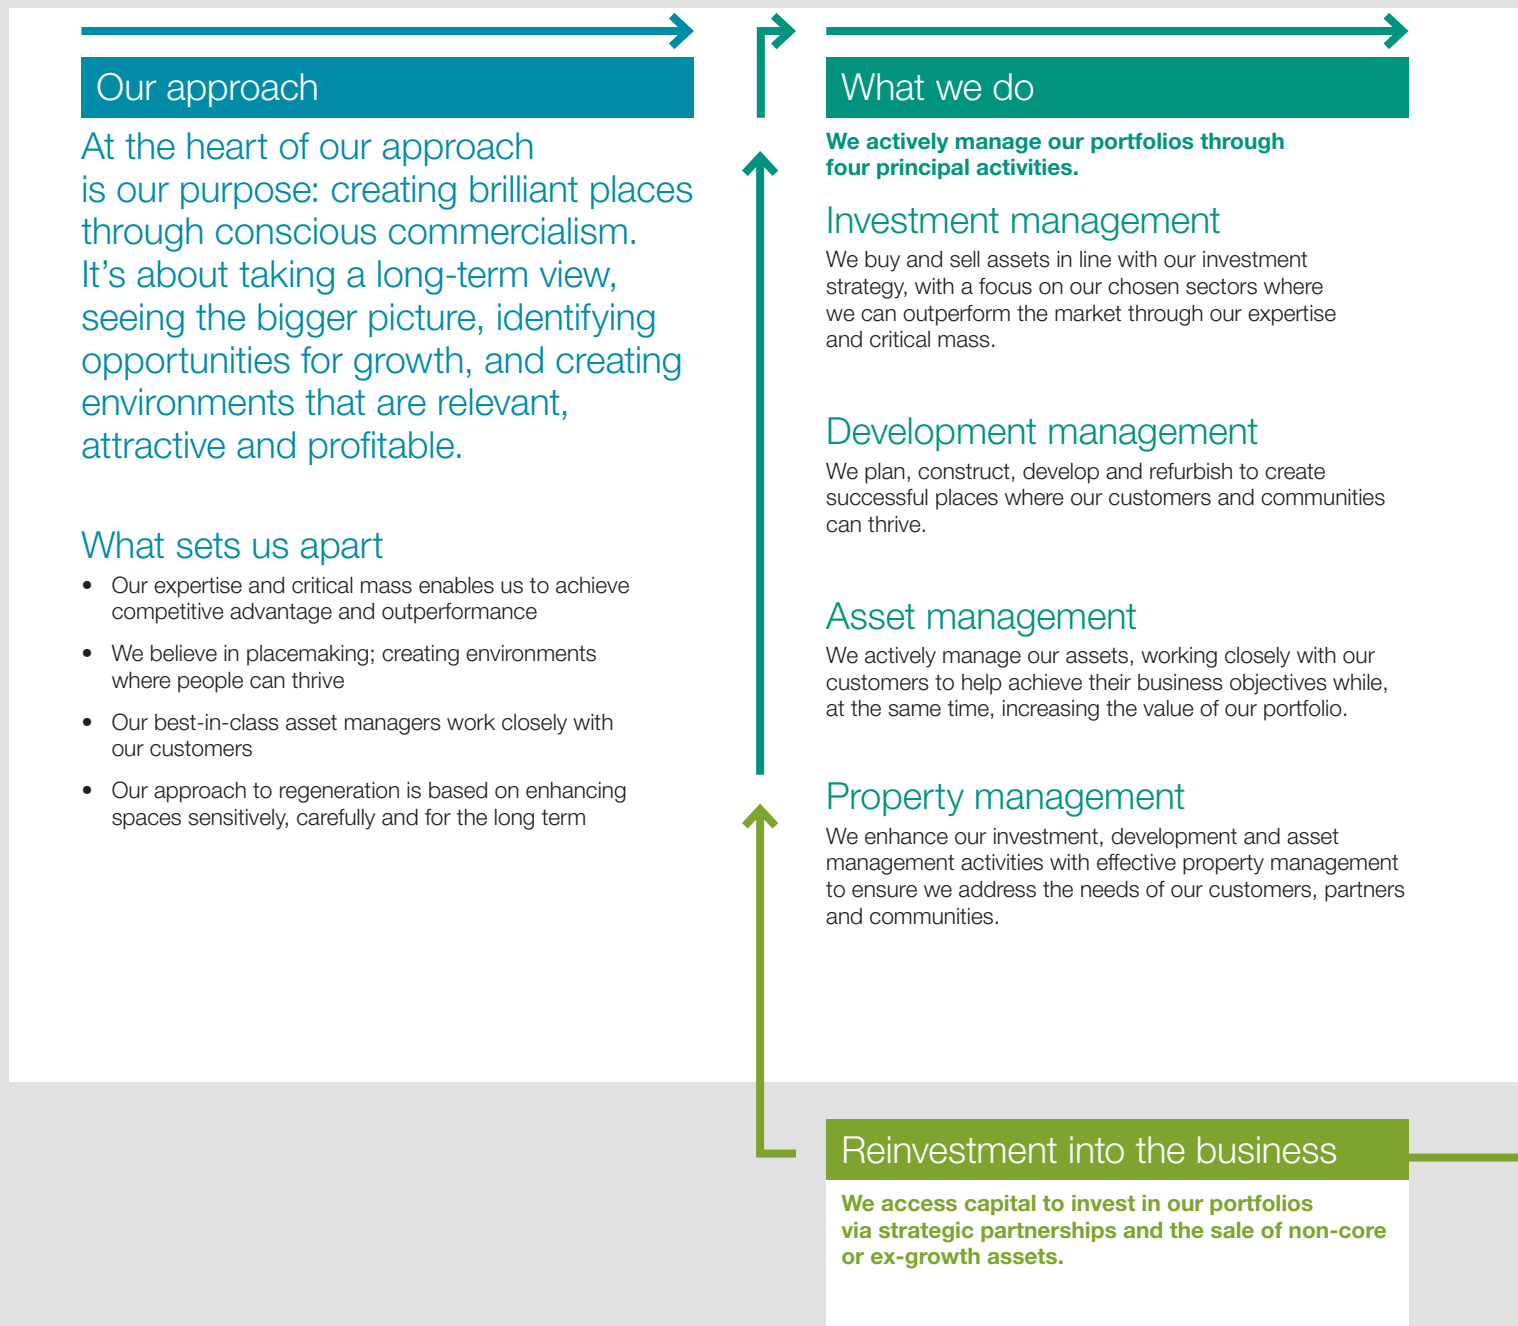 Our approach
At the heart of our approach
is our purpose: creating brilliant places
through conscious commercialism.
It’s about taking a long-term view,
seeing the bigger picture, identifying
opportunities for growth, and creating
environments that are relevant,
attractive and profitable.
What sets us apart
• Our expertise and critical mass enables us to achieve
competitive advantage and outperformance
• We believe in placemaking; creating environments
where people can thrive
• Our best-in-class asset managers work closely with
our customers
• Our approach to regeneration is based on enhancing
spaces sensitively, carefully and for the long term
What we do
We actively manage our portfolios through
four principal activities.
Investment management
We buy and sell assets in line with our investment
strategy, with a focus on our chosen sectors where
we can outperform the market through our expertise
and critical mass.
Development management
We plan, construct, develop and refurbish to create
successful places where our customers and communities
can thrive.
Asset management
We actively manage our assets, working closely with our
customers to help achieve their business objectives while,
at the same time, increasing the value of our portfolio.
Property management
We enhance our investment, development and asset
management activities with effective property management
to ensure we address the needs of our customers, partners
and communities.
Reinvestment into the business
We access capital to invest in our portfolios
via strategic partnerships and the sale of non-core
or ex-growth assets.